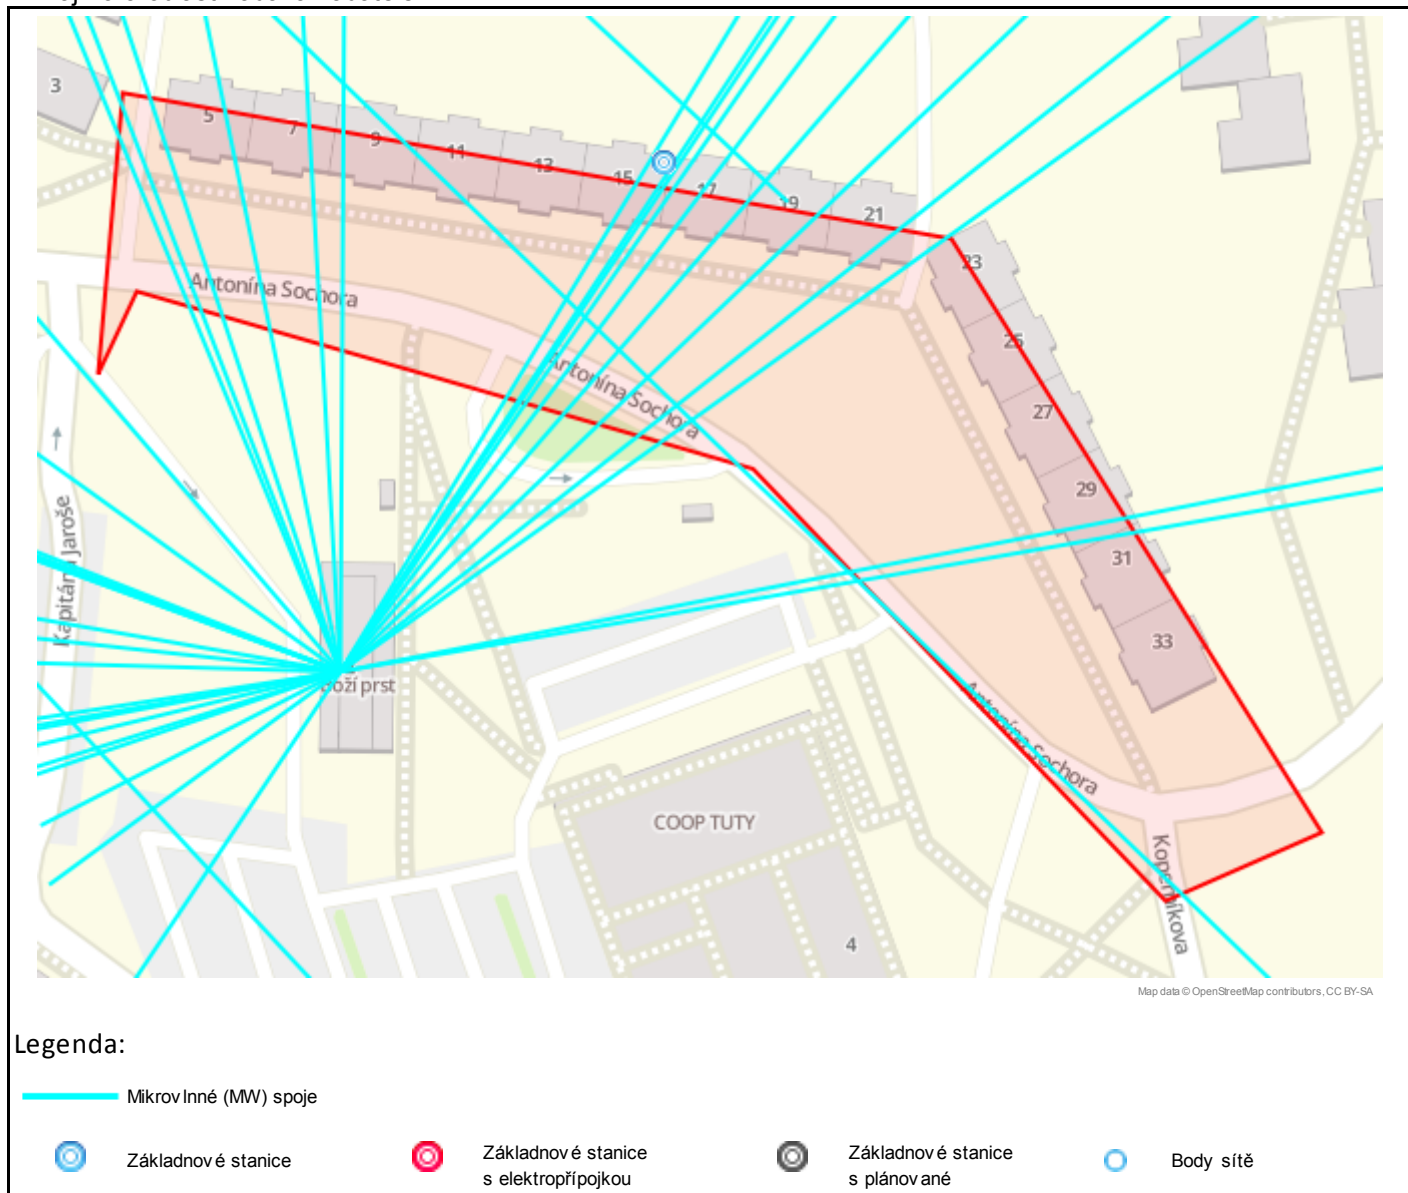 3
5
7
9
11
13
15
17
19
21
23
25
27
29
31
33
Antonína Sochora
Antonína Sochora
Antonína Sochora
Kapitána Jaroše
Boží prst
COOP TUTY
4
Koperníkova
Map data © OpenStreetMap contributors, CC BY-SA
Legenda:
Mikrovlnné (MW) spoje
Základnové stanice
Základnové stanice
s elektropřípojkou
Základnové stanice
s plánované
Body sítě